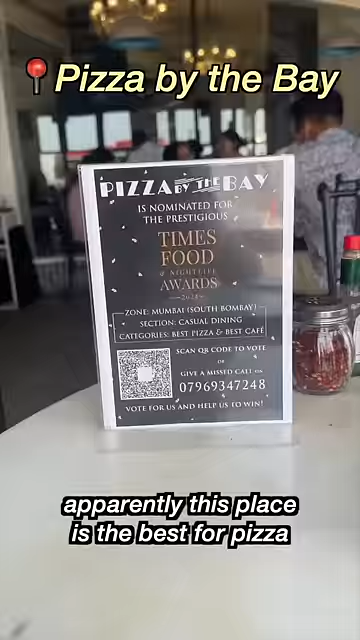 📍Pizza by the Bay
PIZZA BY THE BAY
IS NOMINATED FOR
THE PRESTIGIOUS
TIMES
FOOD
& NIGHTLIFE
AWARDS
ZONE: MUMBAI (SOUTH BOMBAY)
SECTION: CASUAL DINING
CATEGORIES: BEST PIZZA & BEST CAFÉ
SCAN QR CODE TO VOTE
OR
GIVE A MISSED CALL ON
07969347248
VOTE FOR US AND HELP US TO WIN!
apparently this place
is the best for pizza